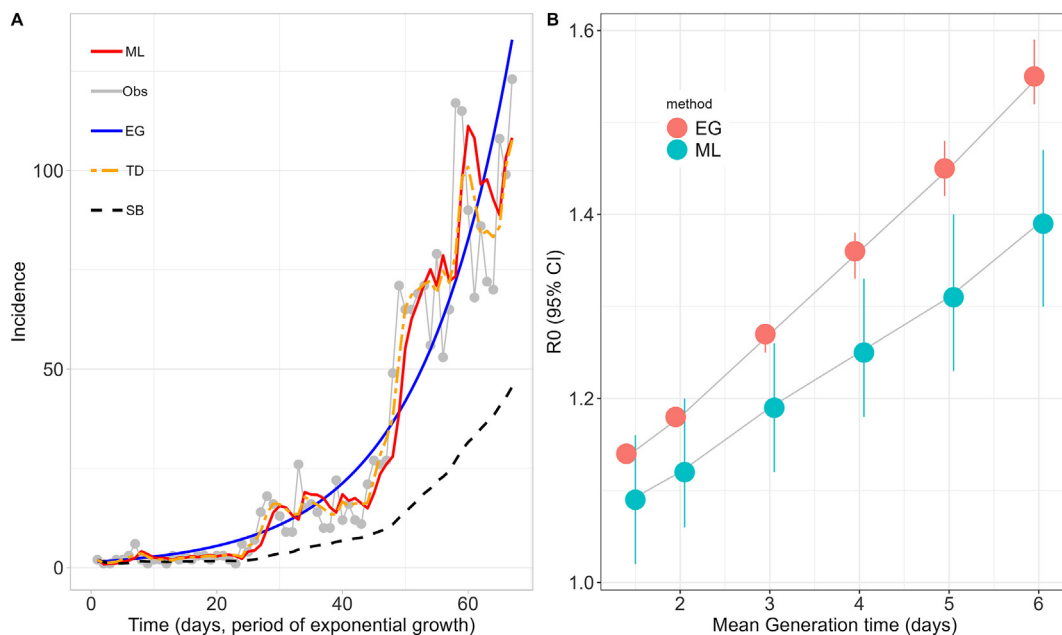 A
ML
Obs
EG
TD
SB
100
50
0
Incidence
0
20
40
60
Time (days, period of exponential growth)
B
method
EG
ML
1.6
1.4
1.2
1.0
R0 (95% CI)
2
3
4
5
6
Mean Generation time (days)